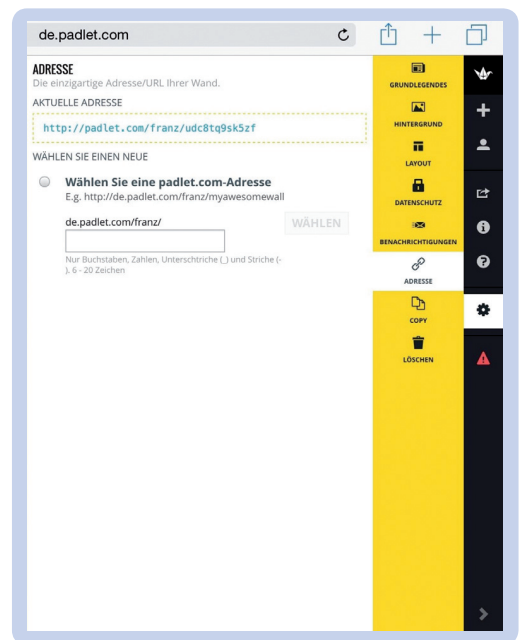 de.padlet.com
ADRESSE
Die einzigartige Adresse/URL Ihrer Wand.
AKTUELLE ADRESSE
http://padlet.com/franz/udc8tq9sk5zf
WÄHLEN SIE EINEN NEUE
Wählen Sie eine padlet.com-Adresse
E.g. http://de.padlet.com/franz/myawesomewall
de.padlet.com/franz/
WÄHLEN
Nur Buchstaben, Zahlen, Unterschtriche (_) und Striche (-
), 6 - 20 Zeichen
GRUNDLEGENDES
HINTERGRUND
LAYOUT
DATENSCHUTZ
BENACHRICHTIGUNGEN
ADRESSE
COPY
LÖSCHEN